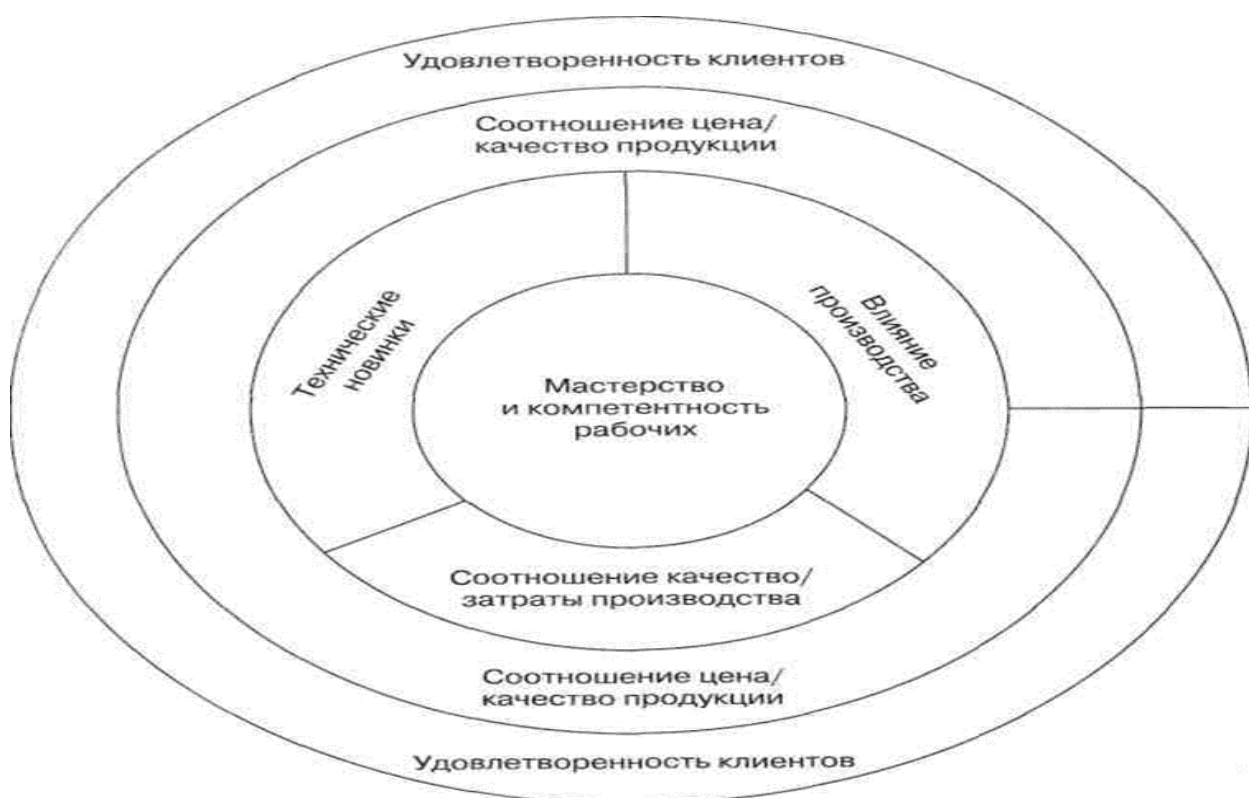 Удовлетворенность клиентов
Соотношение цена/
качество продукции
Технические
новинки
Влияние
производства
Мастерство
и компетентность
рабочих
Соотношение качество/
затраты производства
Соотношение цена/
качество продукции
Удовлетворенность клиентов